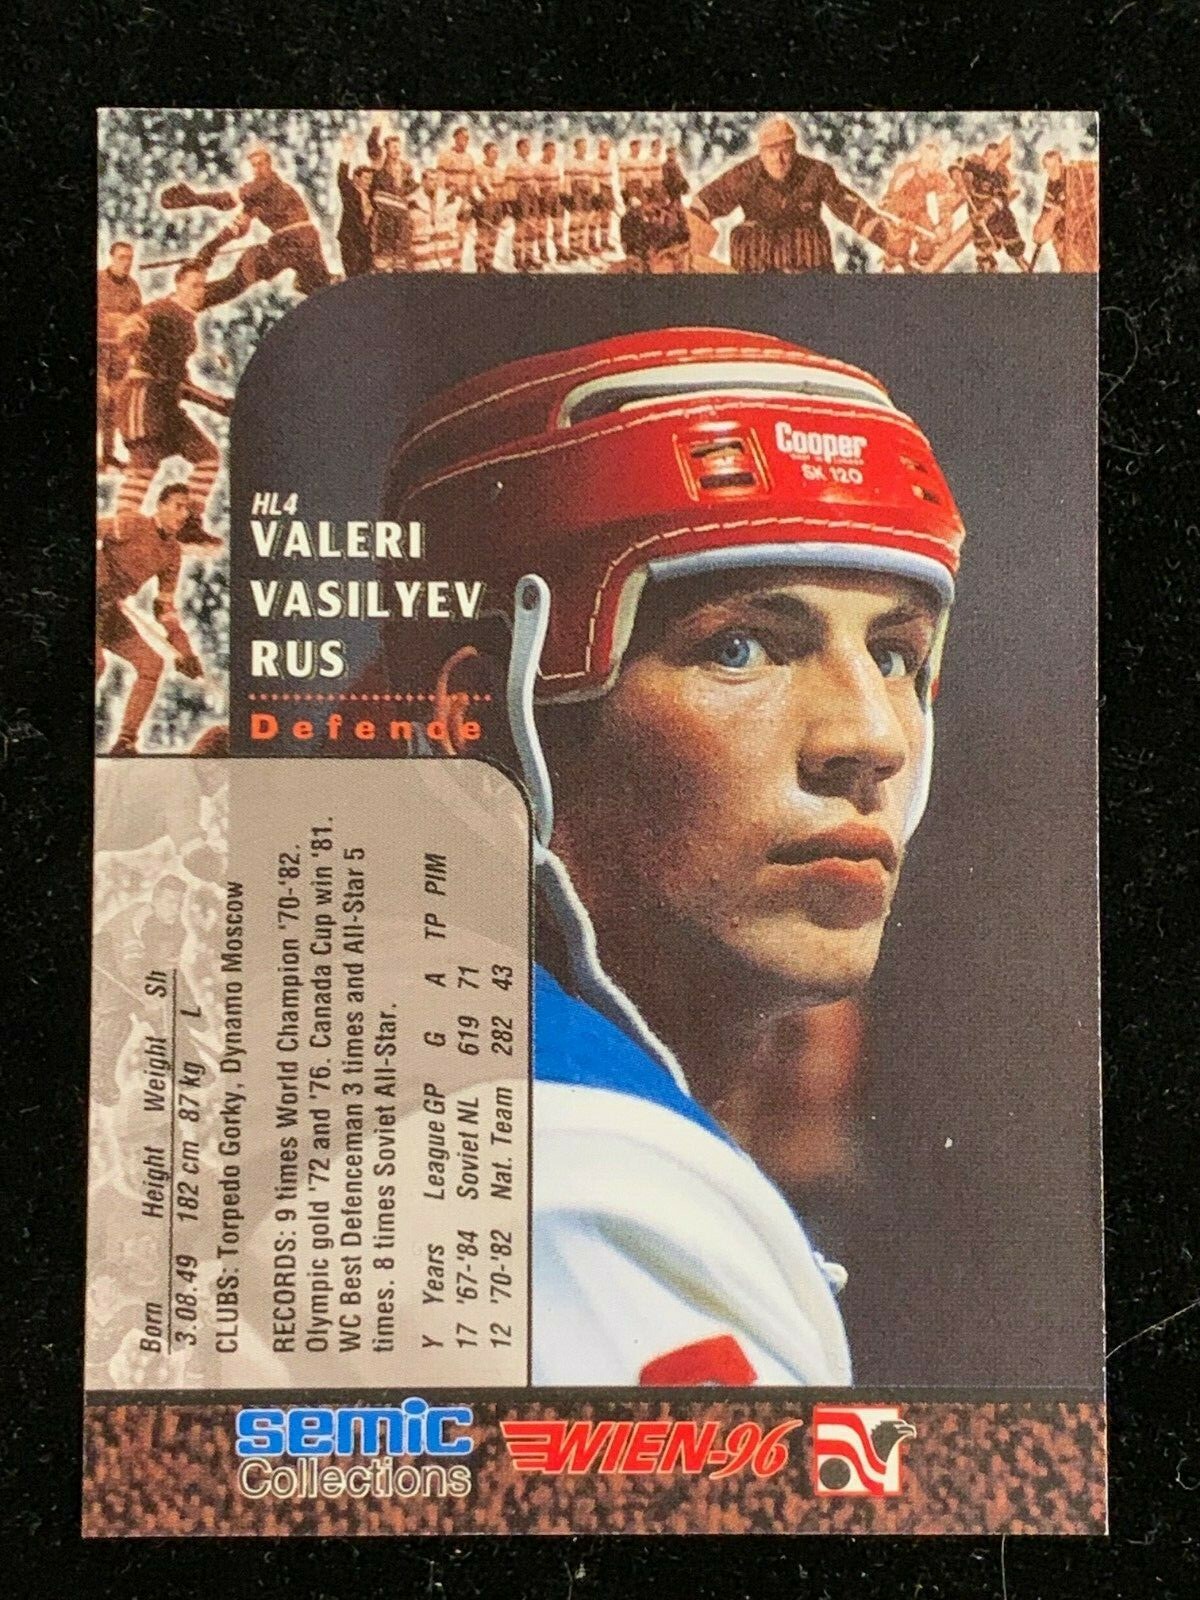 Cooper
SK 120
HL4
VALERI
VASILYEV
RUS
Defence
Born Height Weight Sh
3.08.49 182 cm 87 kg L
CLUBS: Torpedo Gorky, Dynamo Moscow
RECORDS: 9 times World Champion '70-'82.
Olympic gold '72 and '76. Canada Cup win '81.
WC Best Defenceman 3 times and All-Star 5
times. 8 times Soviet All-Star.
Y Years League GP G A TP PIM
17 '67-'84 Soviet NL 619 71
12 '70-'82 Nat. Team 282 43
semic
Collections
WIEN-96